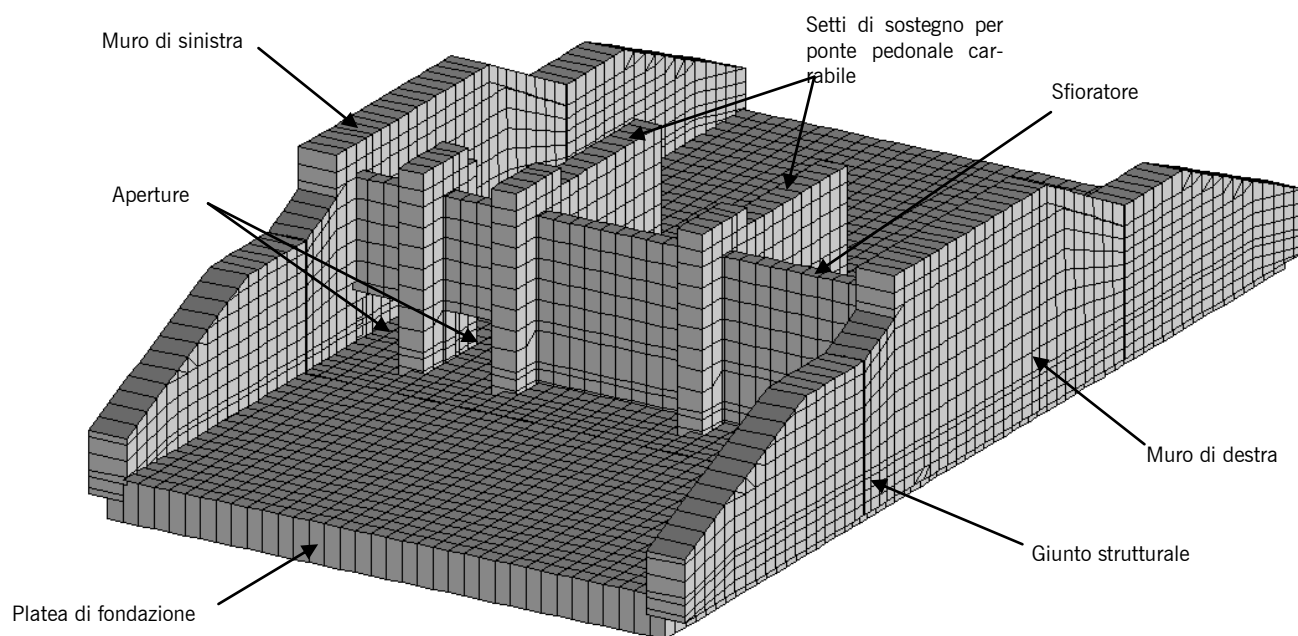 Muro di sinistra
Setti di sostegno per
ponte pedonale car-
rabile
Sfioratore
Aperture
Muro di destra
Giunto strutturale
Platea di fondazione